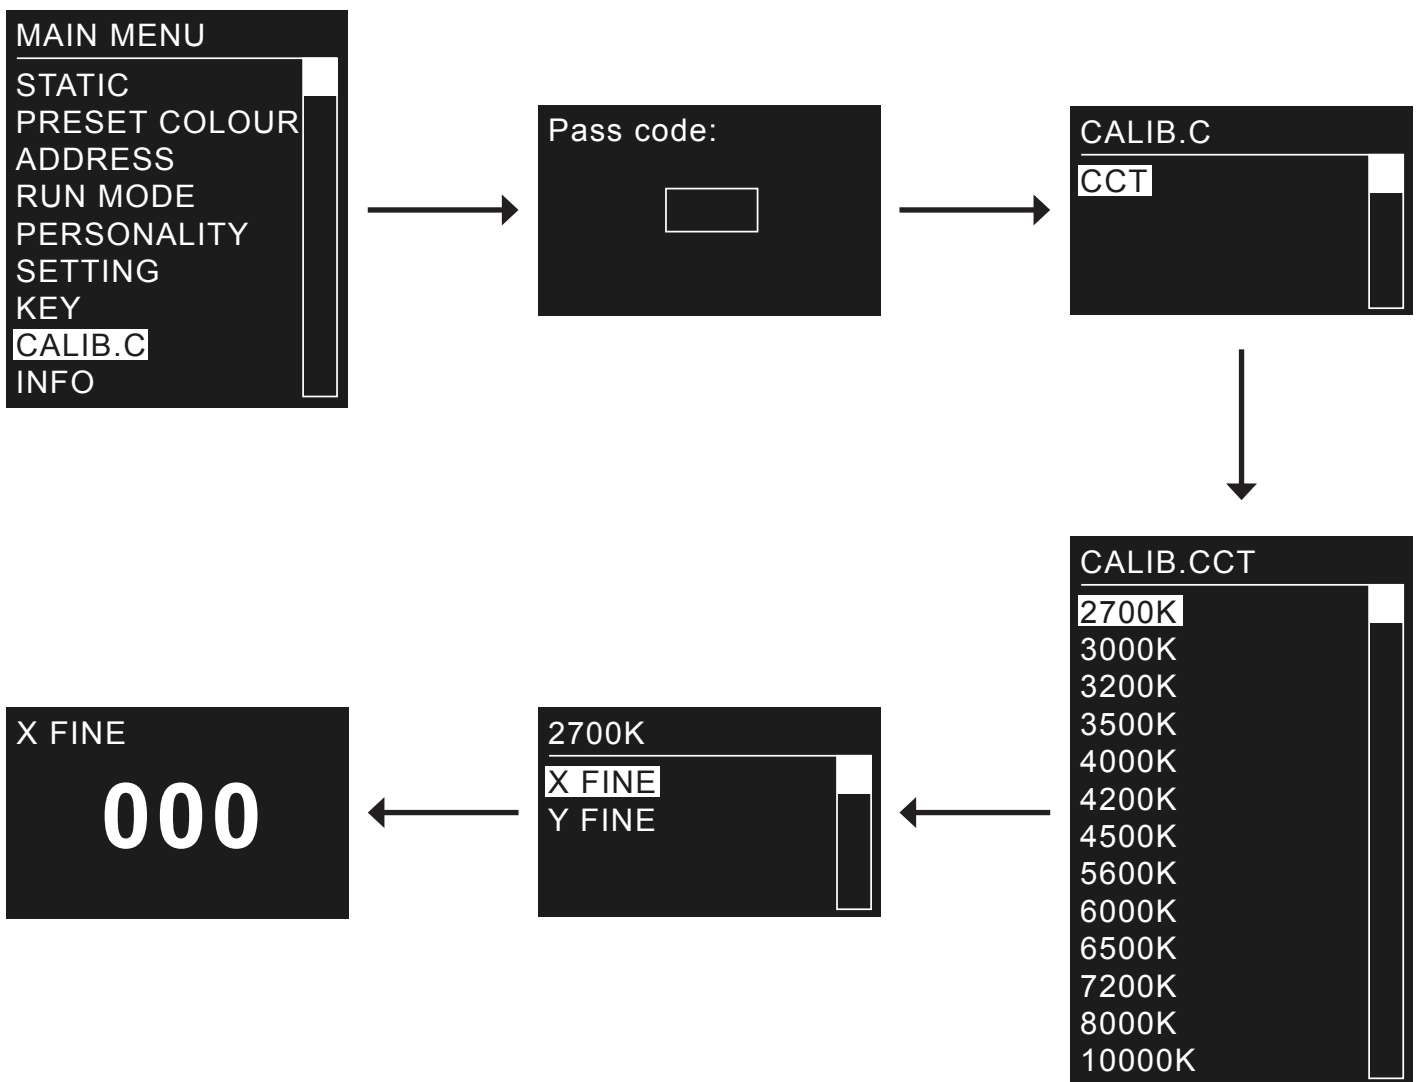 MAIN MENU
STATIC
PRESET COLOUR
ADDRESS
RUN MODE
PERSONALITY
SETTING
KEY
CALIB.C
INFO
Pass code:
CALIB.C
CCT
CALIB.CCT
2700K
3000K
3200K
3500K
4000K
4200K
4500K
5600K
6000K
6500K
7200K
8000K
10000K
2700K
X FINE
Y FINE
X FINE
000